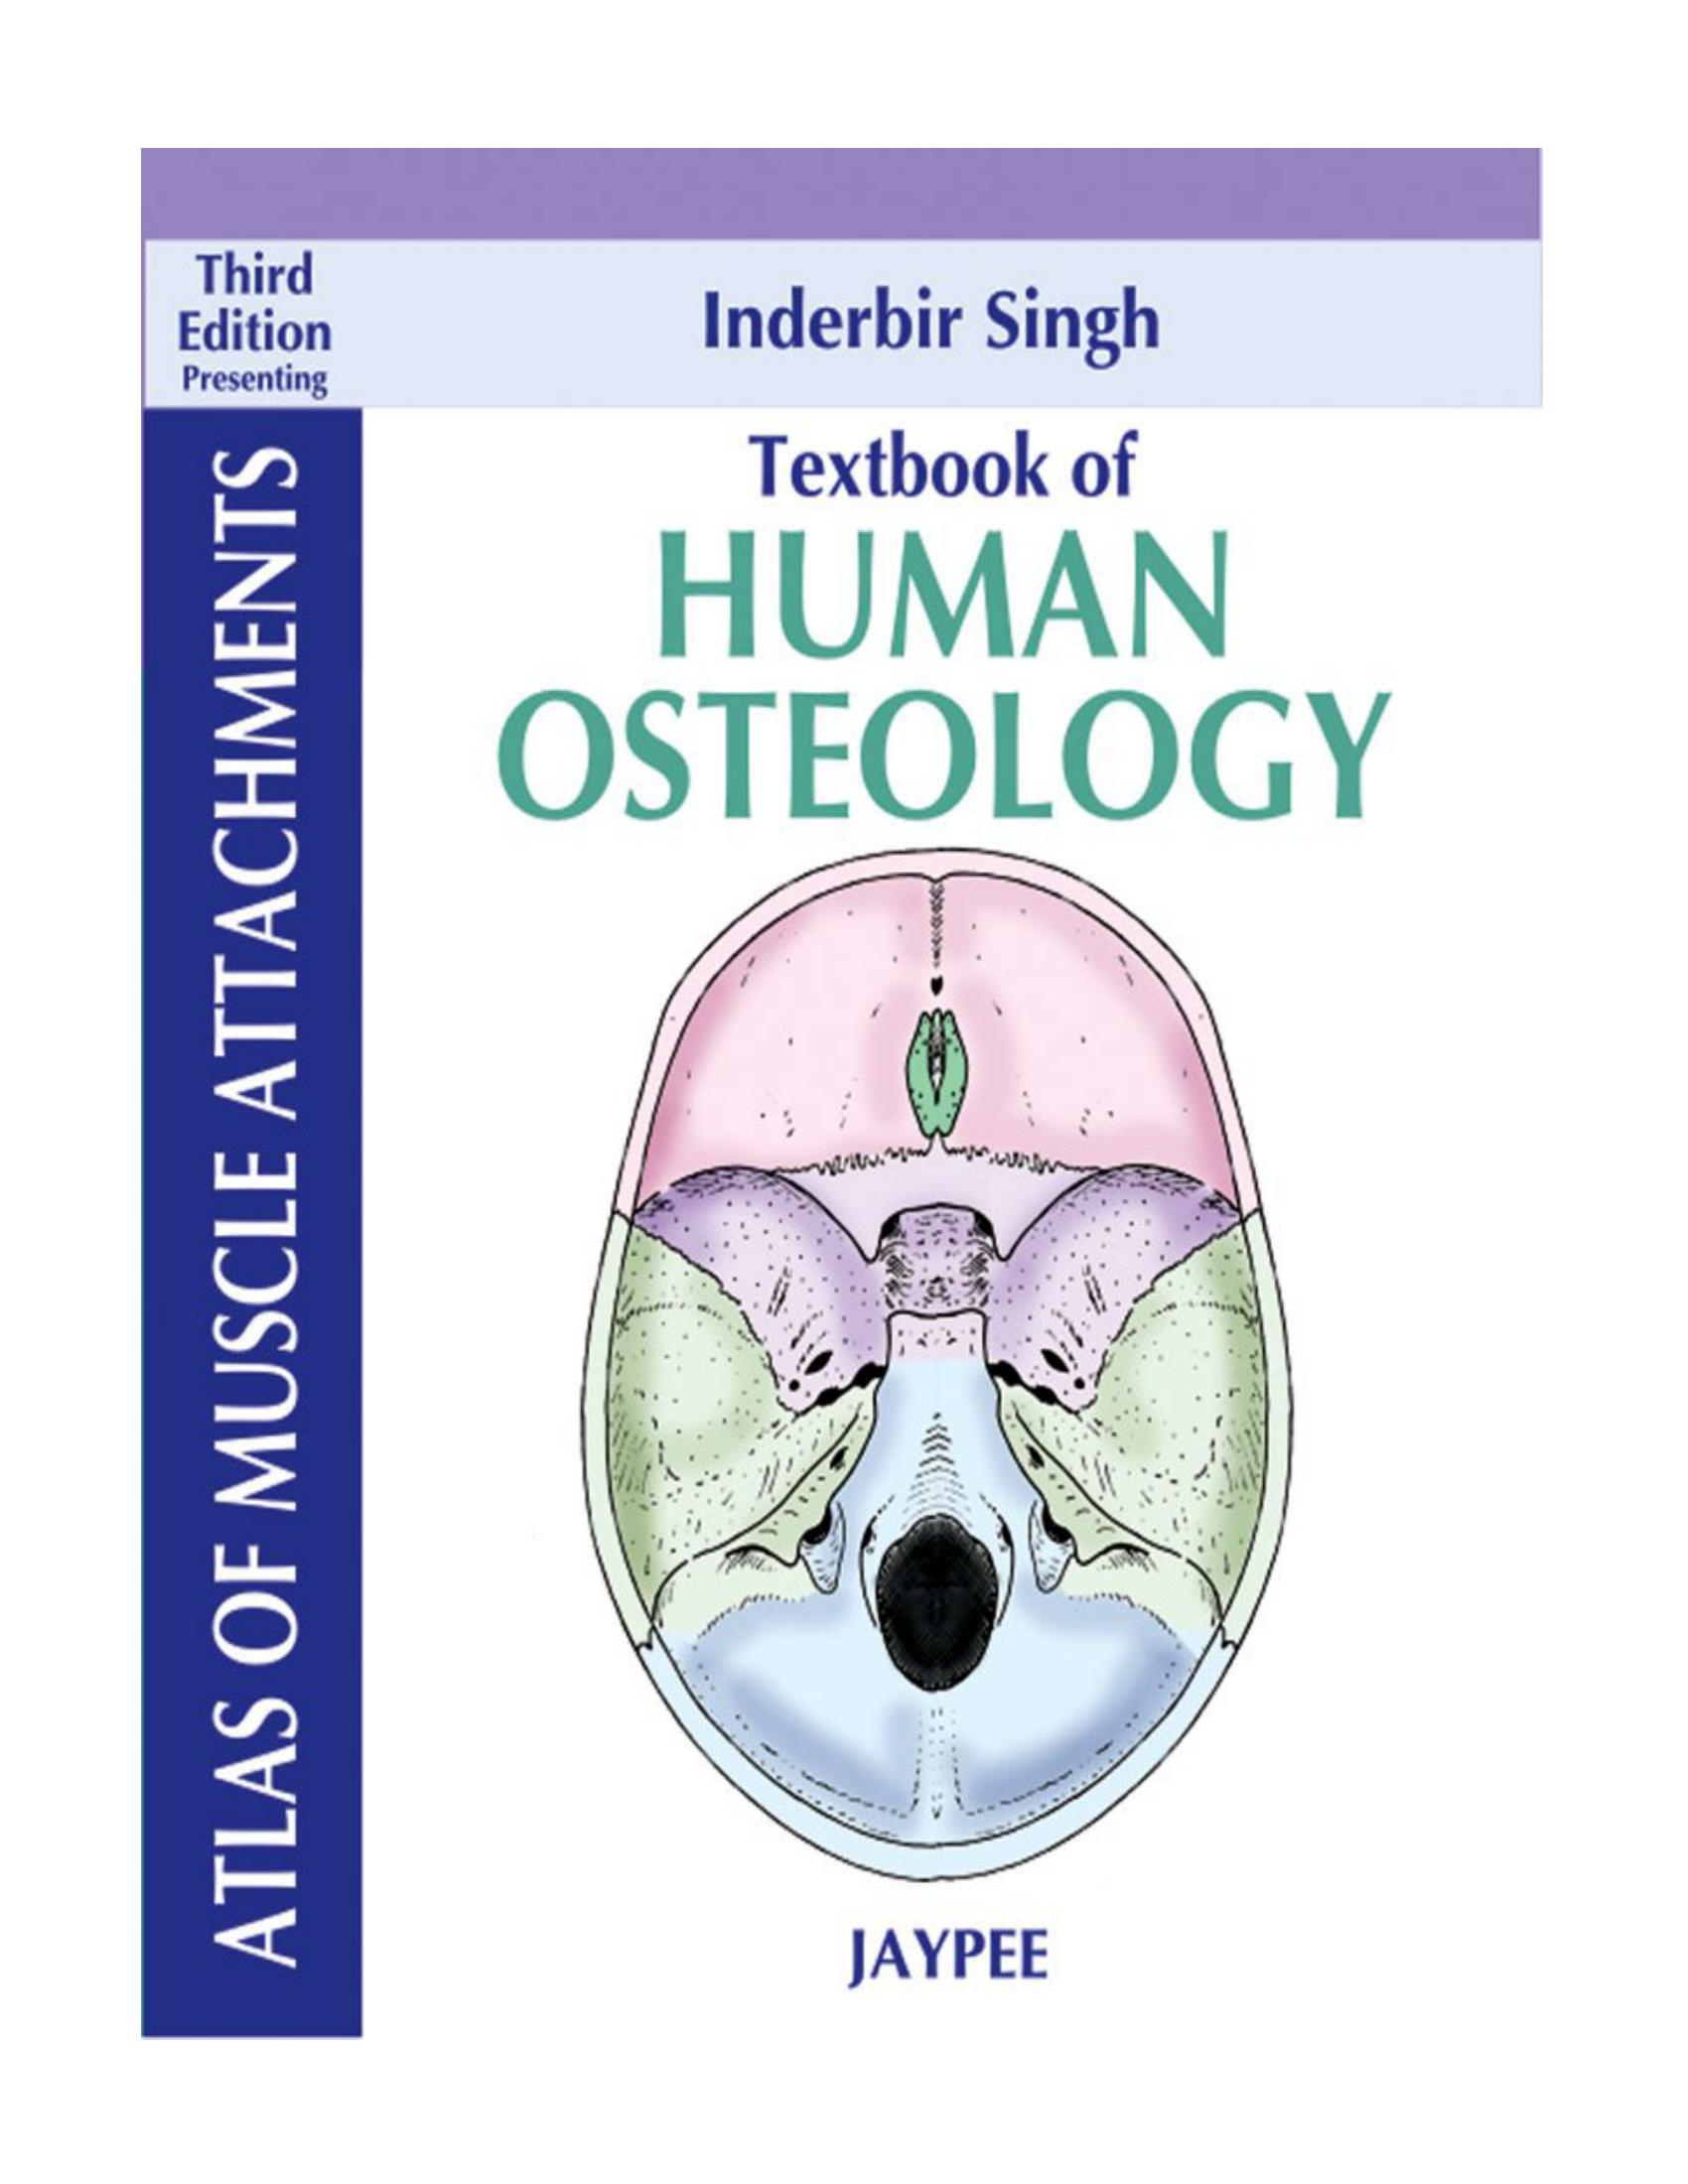 Third
Edition
Presenting
Inderbir Singh
ATLAS OF MUSCLE ATTACHMENTS
Textbook of
HUMAN
OSTEOLOGY
JAYPEE